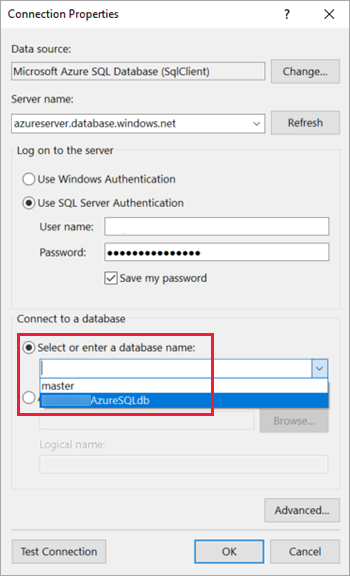 Connection Properties ? ×
Data source:
Microsoft Azure SQL Database (SqlClient) Change...
Server name:
azureserver.database.windows.net Refresh
Log on to the server
Use Windows Authentication
Use SQL Server Authentication
User name:
Password: ●●●●●●●●●●●●●●●
Save my password
Connect to a database
Select or enter a database name:
master
AzureSQLdb
Browse...
Logical name:
Advanced...
Test Connection OK Cancel